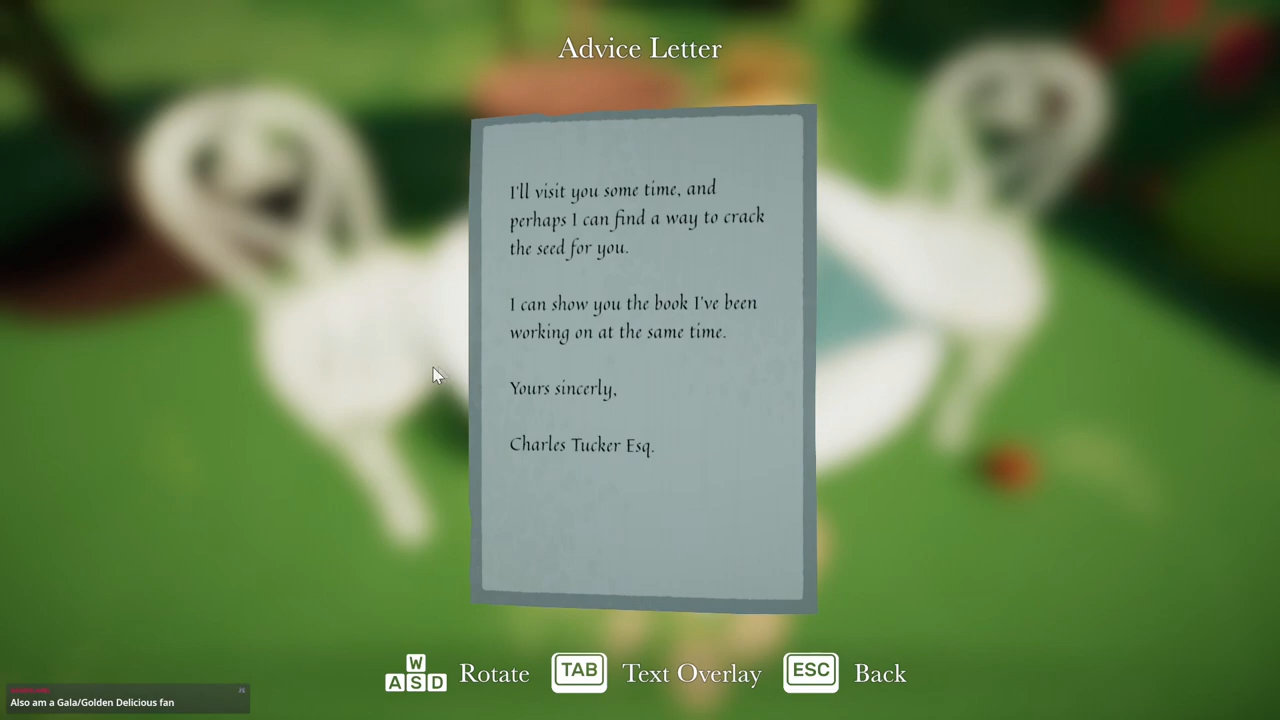 Advice Letter
I'll visit you some time, and
perhaps I can find a way to crack
the seed for you.
I can show you the book I've been
working on at the same time.
Yours sincerly,
Charles Tucker Esq.
W
A S D
Rotate
TAB
Text Overlay
ESC
Back
Also am a Gala/Golden Delicious fan